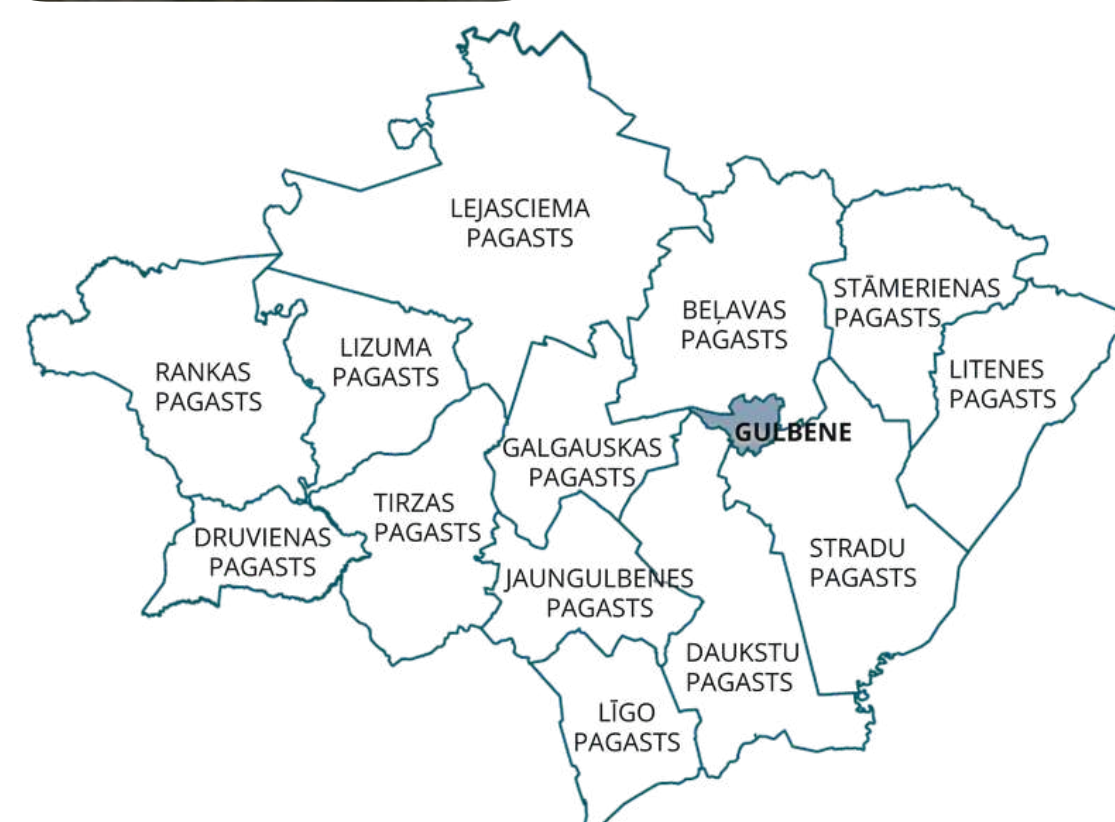 LEJASCIEMA
PAGASTS
STĀMERIENAS
PAGASTS
BEĻAVAS
PAGASTS
LIZUMA
PAGASTS
RANKAS
PAGASTS
LITENES
PAGASTS
GULBENE
GALGAUSKAS
PAGASTS
TIRZAS
PAGASTS
DRUVIENAS
PAGASTS
STRADU
PAGASTS
JAUNGULBENES
PAGASTS
DAUKSTU
PAGASTS
LĪGO
PAGASTS